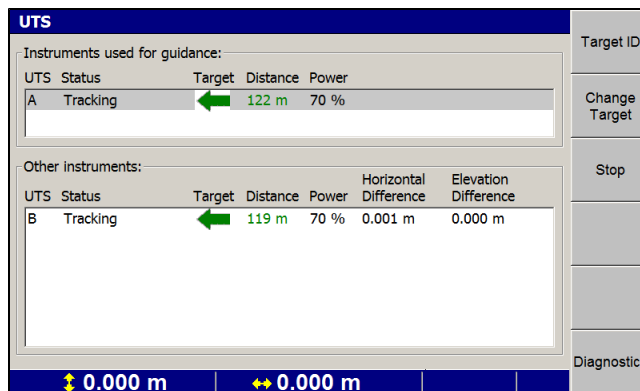 UTS
Instruments used for guidance:
UTS Status Target Distance Power
A Tracking 122 m 70 %
Other instruments:
UTS Status Target Distance Power Horizontal Difference Elevation Difference
B Tracking 119 m 70 % 0.001 m 0.000 m
0.000 m 0.000 m
Target ID
Change
Target
Stop
Diagnostic